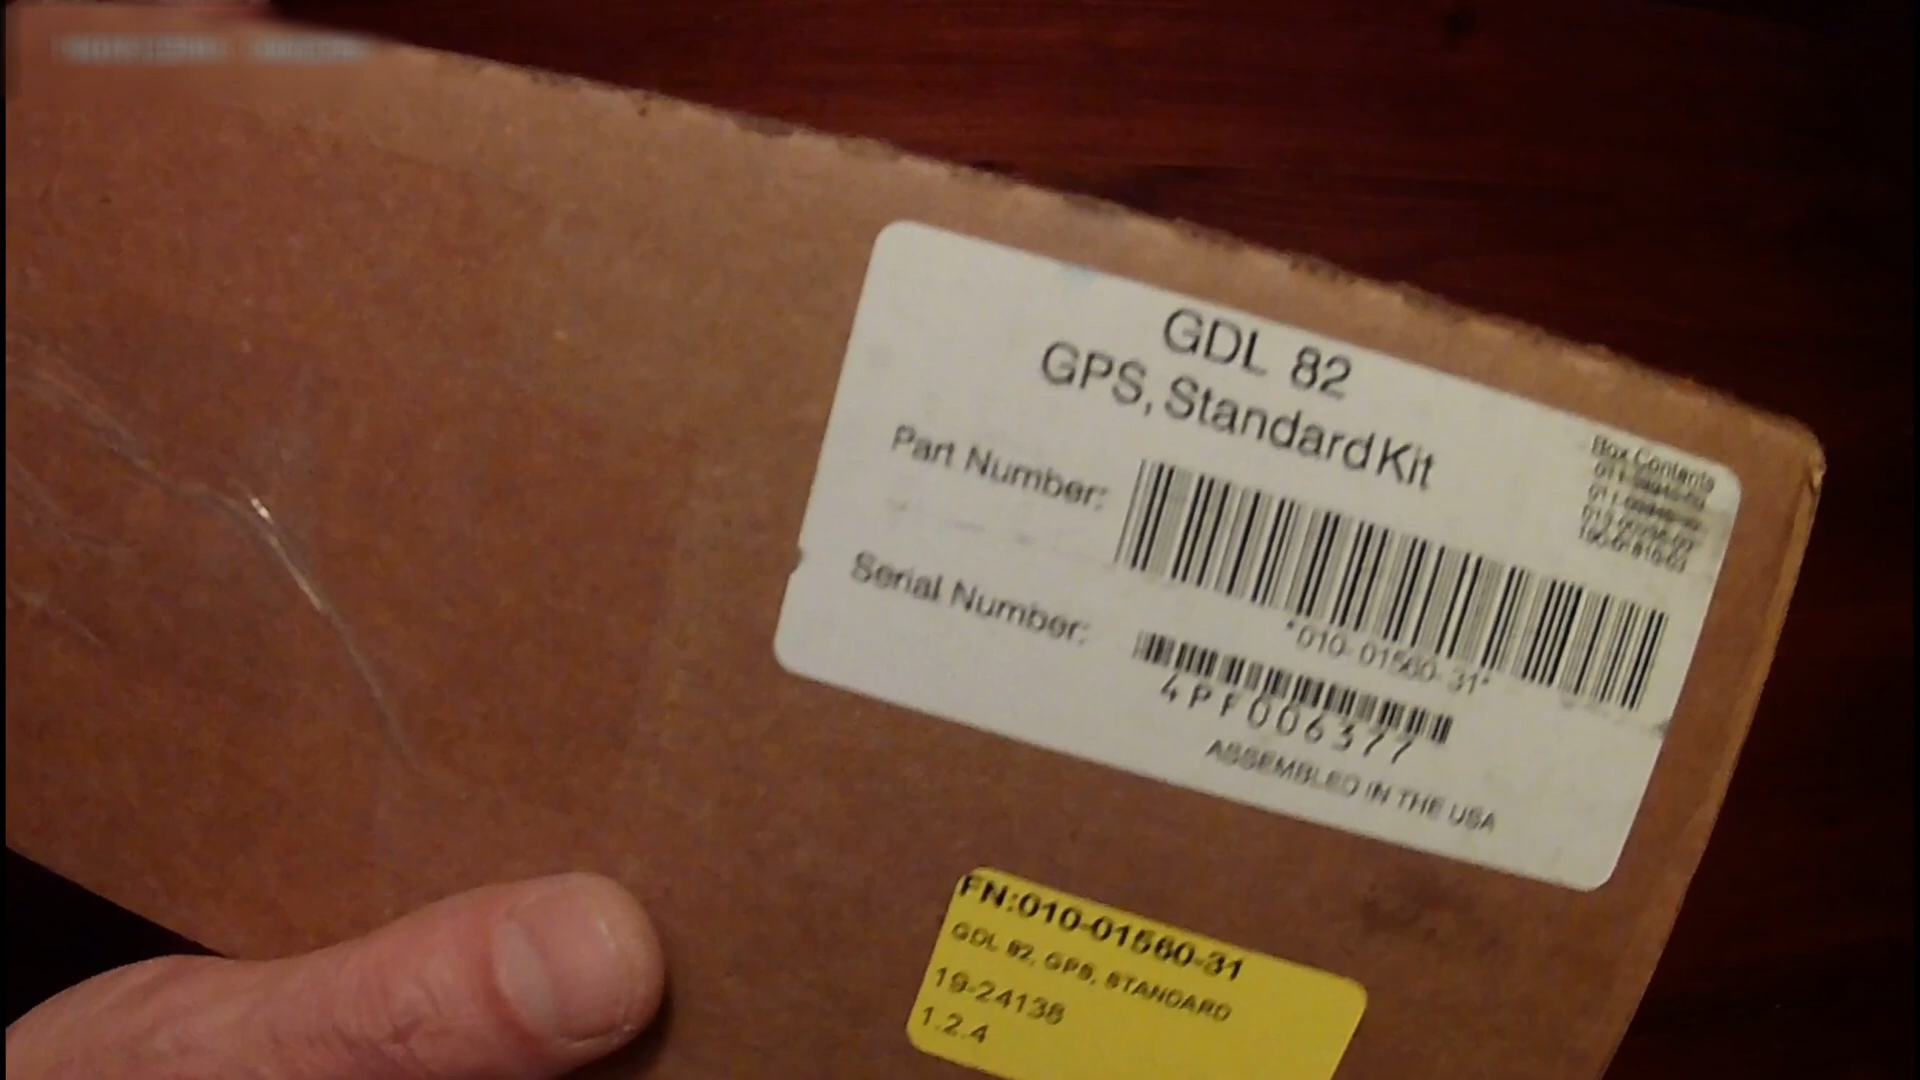 GDL 82
GPS, Standard Kit
Box Contents
Part Number:
*010-01560-31*
Serial Number:
4PF006377
ASSEMBLED IN THE USA
FN:010-01560-31
GDL 82, GPS, STANDARD
19-24138
1.2.4